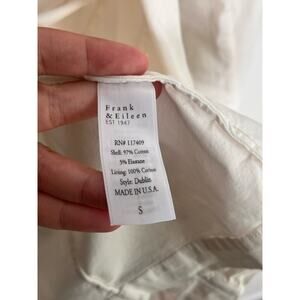 Frank
& Eileen
EST 1947
RN# 117409
Shell: 97% Cotton
3% Elastane
Lining: 100% Cotton
Style: Dublin
MADE IN U.S.A.
S